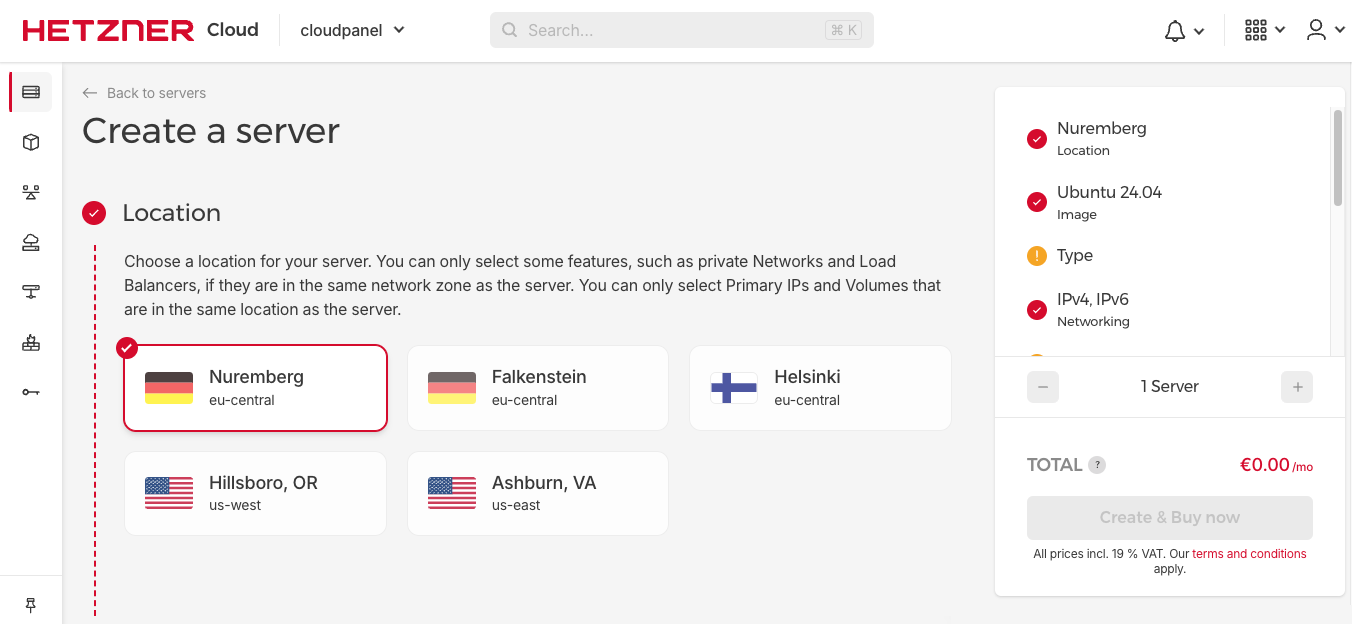 HETZNER Cloud cloudpanel Search... ⌘ K
← Back to servers
Create a server
Location
Choose a location for your server. You can only select some features, such as private Networks and Load
Balancers, if they are in the same network zone as the server. You can only select Primary IPs and Volumes that
are in the same location as the server.
Nuremberg
eu-central
Falkenstein
eu-central
Helsinki
eu-central
Hillsboro, OR
us-west
Ashburn, VA
us-east
Nuremberg
Location
Ubuntu 24.04
Image
! Type
IPv4, IPv6
Networking
− 1 Server +
TOTAL ? €0.00 /mo
Create & Buy now
All prices incl. 19 % VAT. Our terms and conditions
apply.